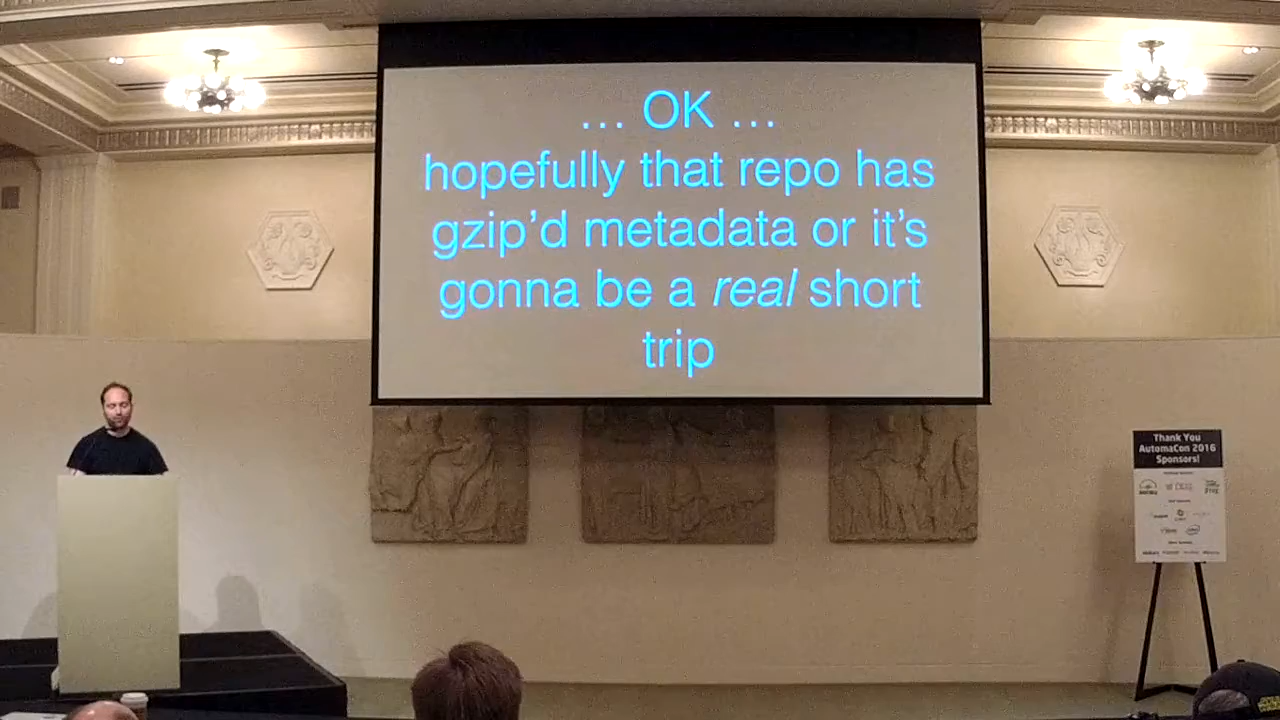 ... OK ...
hopefully that repo has
gzip'd metadata or it's
gonna be a real short
trip
Thank You
AutomaCon 2016
Sponsors!